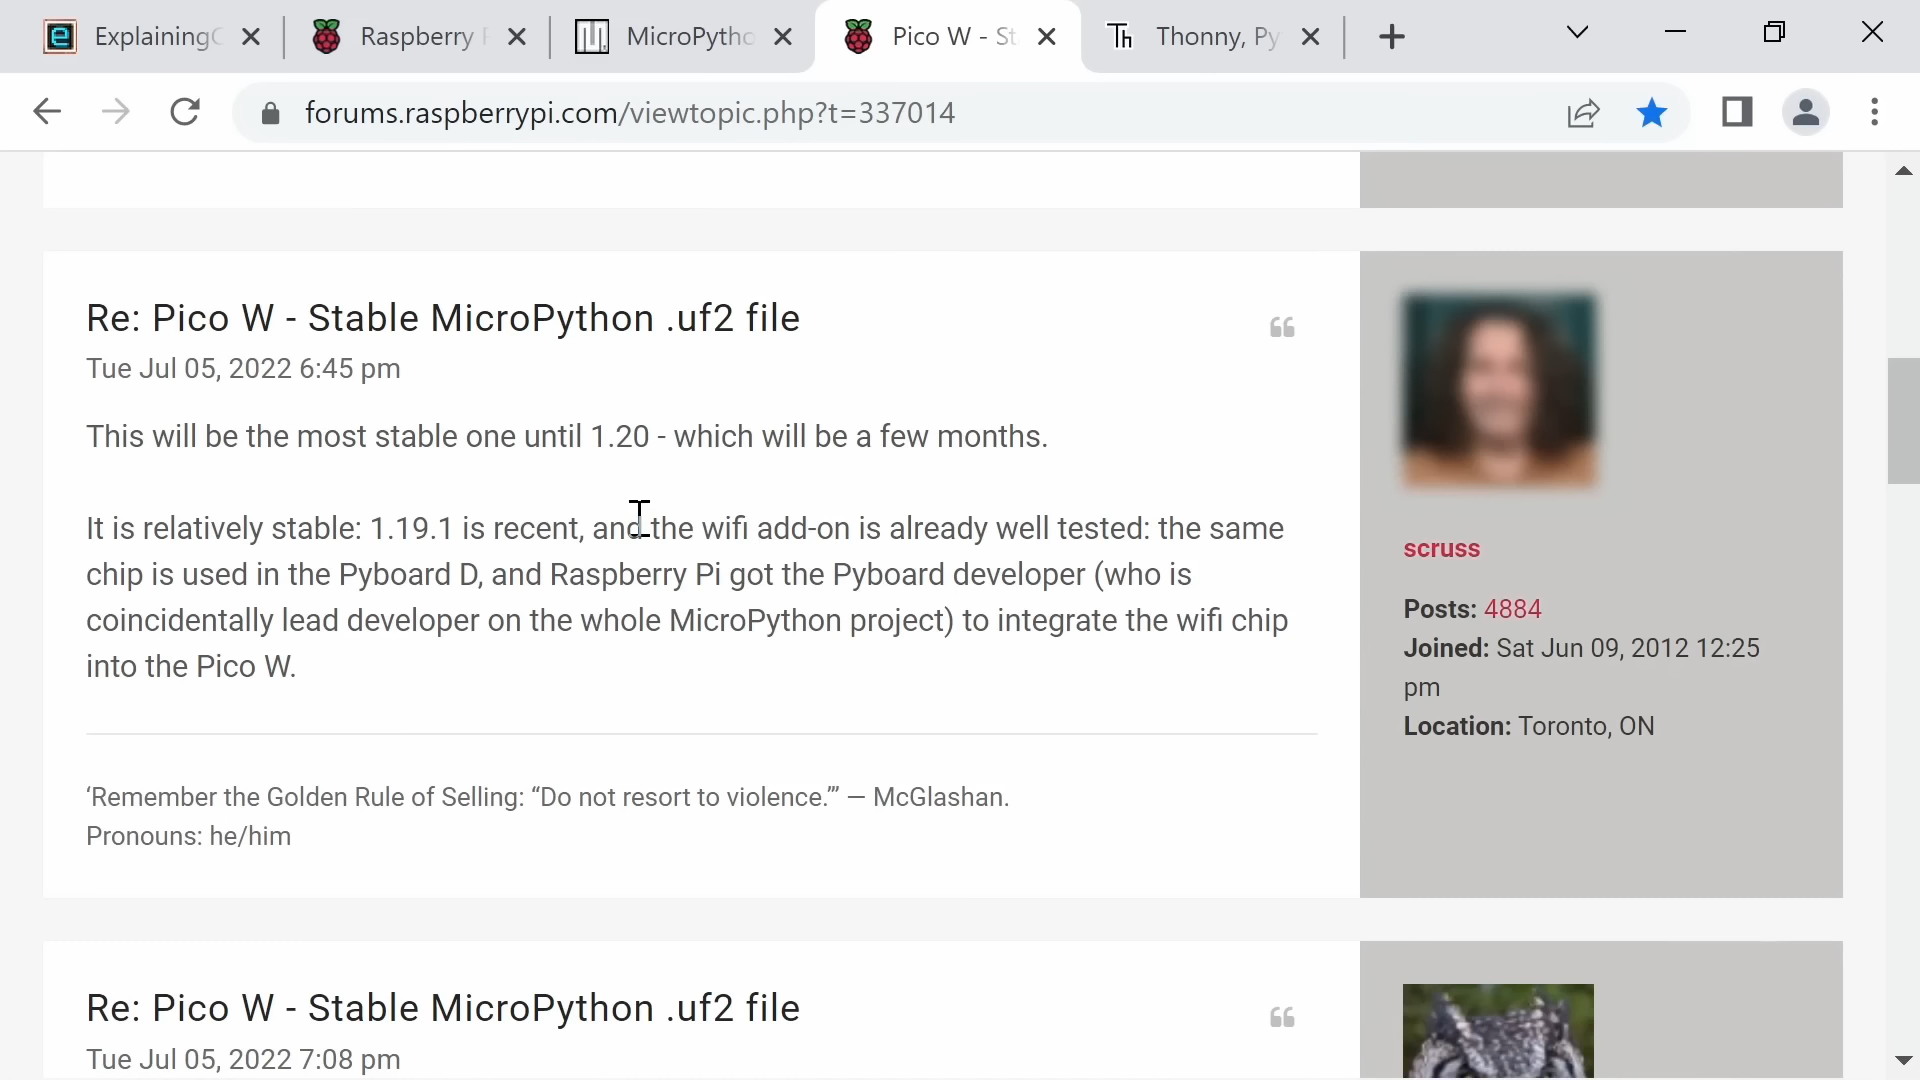 ExplainingC
Raspberry P
MicroPytho
Pico W - St
Th
Thonny, Py
forums.raspberrypi.com/viewtopic.php?t=337014
Re: Pico W - Stable MicroPython .uf2 file
Tue Jul 05, 2022 6:45 pm
This will be the most stable one until 1.20 - which will be a few months.
It is relatively stable: 1.19.1 is recent, and the wifi add-on is already well tested: the same
chip is used in the Pyboard D, and Raspberry Pi got the Pyboard developer (who is
coincidentally lead developer on the whole MicroPython project) to integrate the wifi chip
into the Pico W.
‘Remember the Golden Rule of Selling: “Do not resort to violence.”’ — McGlashan.
Pronouns: he/him
scruss
Posts: 4884
Joined: Sat Jun 09, 2012 12:25
pm
Location: Toronto, ON
Re: Pico W - Stable MicroPython .uf2 file
Tue Jul 05, 2022 7:08 pm